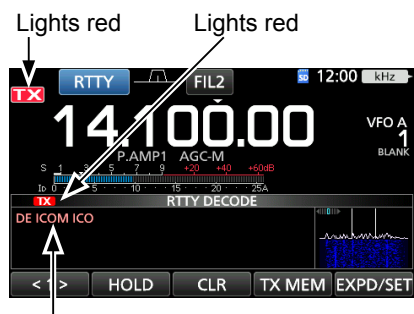 Lights red Lights red
TX RTTY FIL2 SD 12:00 kHz
14.100.00 VFO A
1
BLANK
P.AMP1 AGC-M
S 1 3 5 7 9 +20 +40 +60dB
ID 0 5 10 15 20 25A
TX RTTY DECODE
DE ICOM ICO
< 1 > HOLD CLR TX MEM EXPD/SET